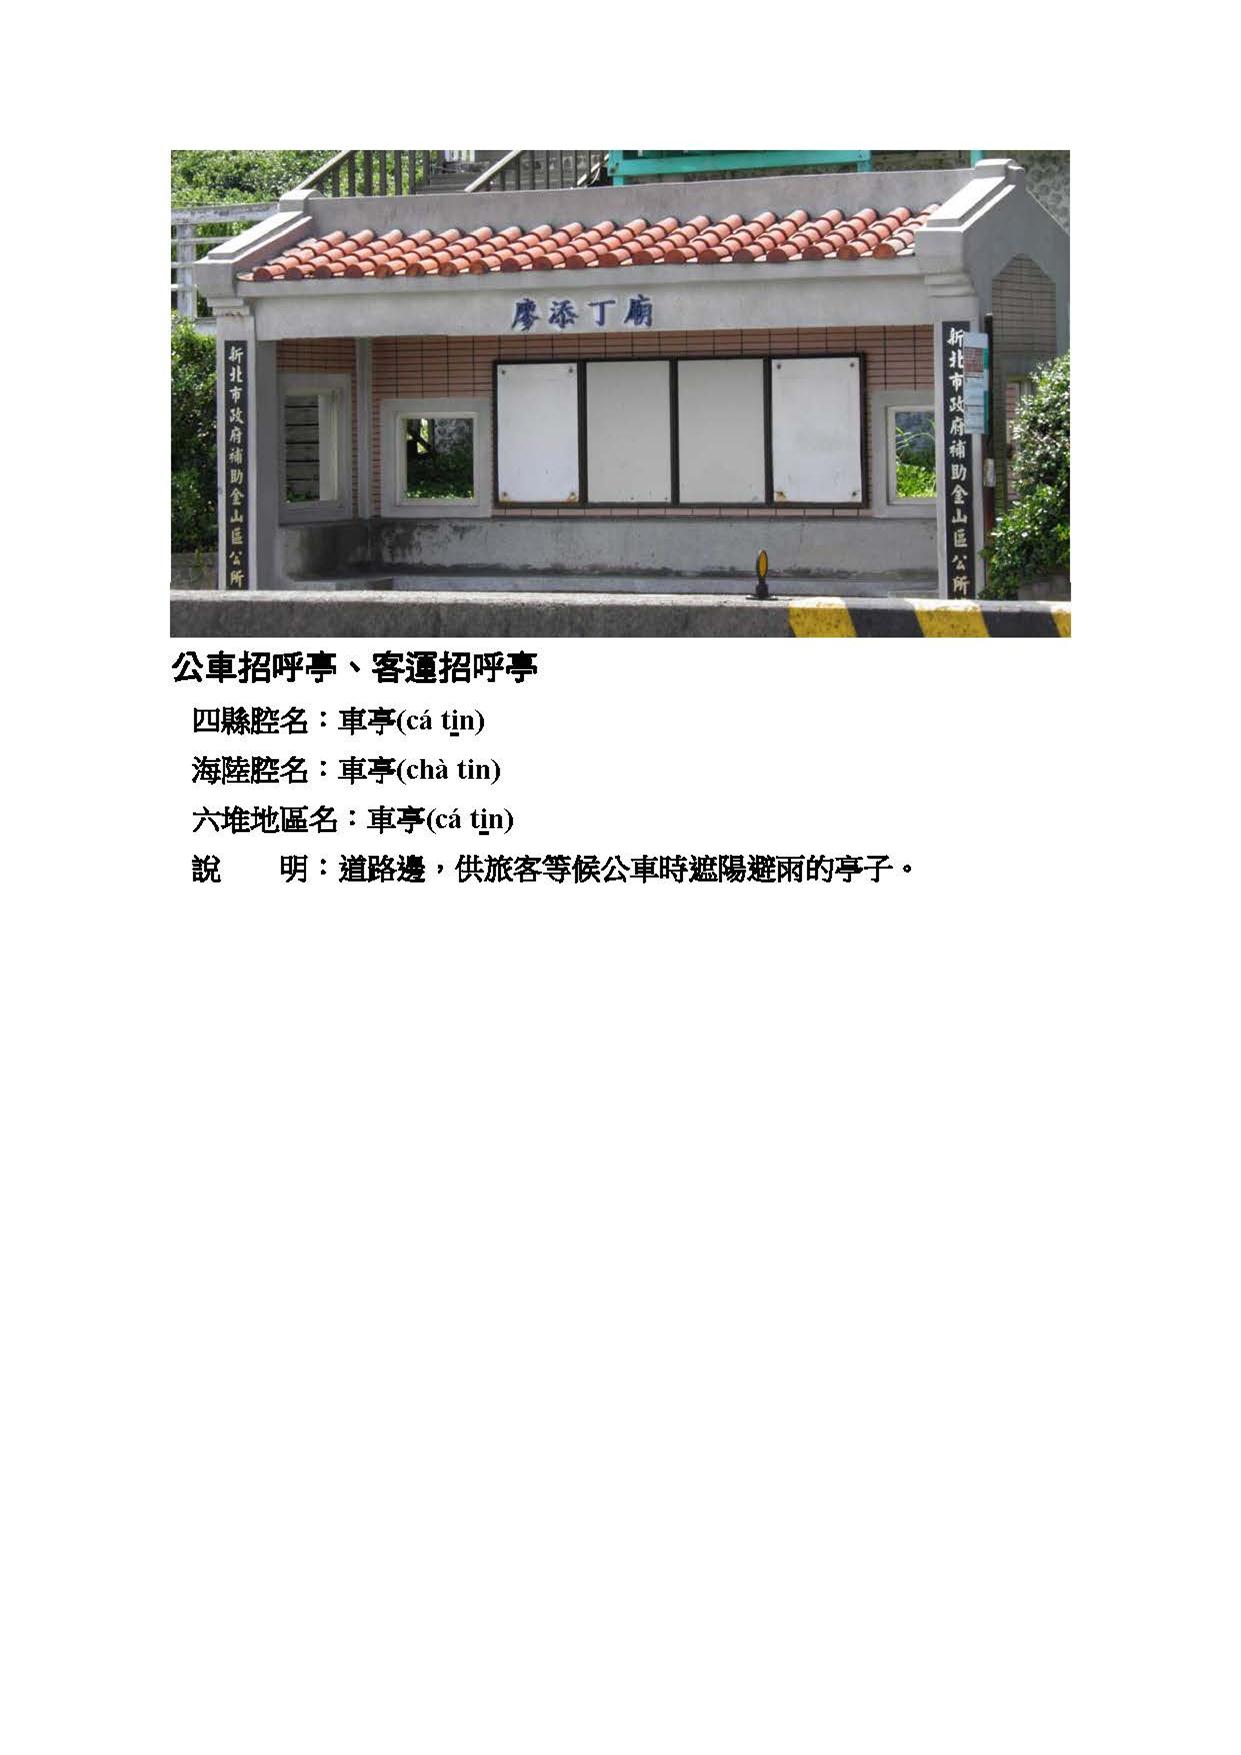 廖添丁廟
新北市政府補助金山區公所
新北市政府補助金山區公所
公車招呼亭、客運招呼亭
四縣腔名：車亭(cá ti̱n)
海陸腔名：車亭(chà tin)
六堆地區名：車亭(cá ti̱n)
說　　明：道路邊，供旅客等候公車時遮陽避雨的亭子。